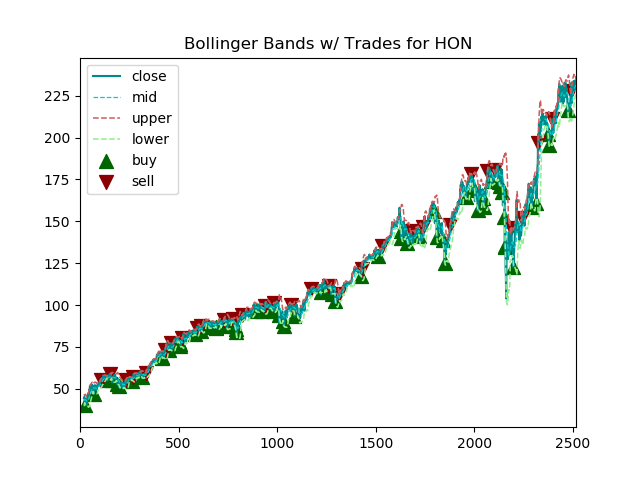 Bollinger Bands w/ Trades for HON
close
mid
upper
lower
buy
sell
225
200
175
150
125
100
75
50
0 500 1000 1500 2000 2500